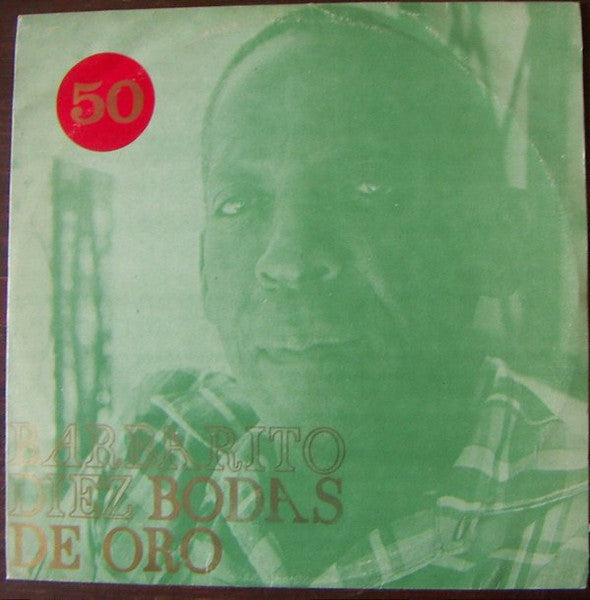 50
BARBARITO
DIEZ BODAS
DE ORO